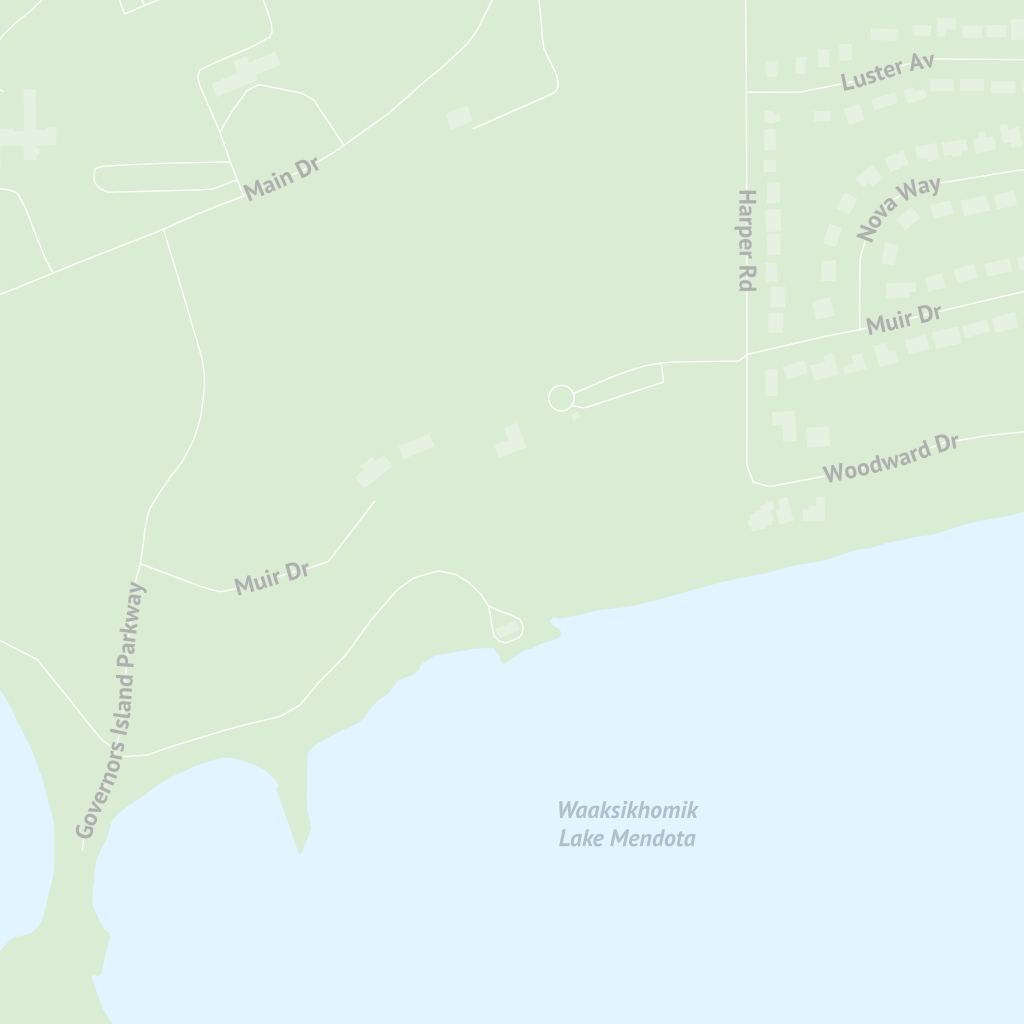 Luster Av
Main Dr
Nova Way
Harper Rd
Muir Dr
Woodward Dr
Muir Dr
Governors Island Parkway
Waaksikhomik
Lake Mendota